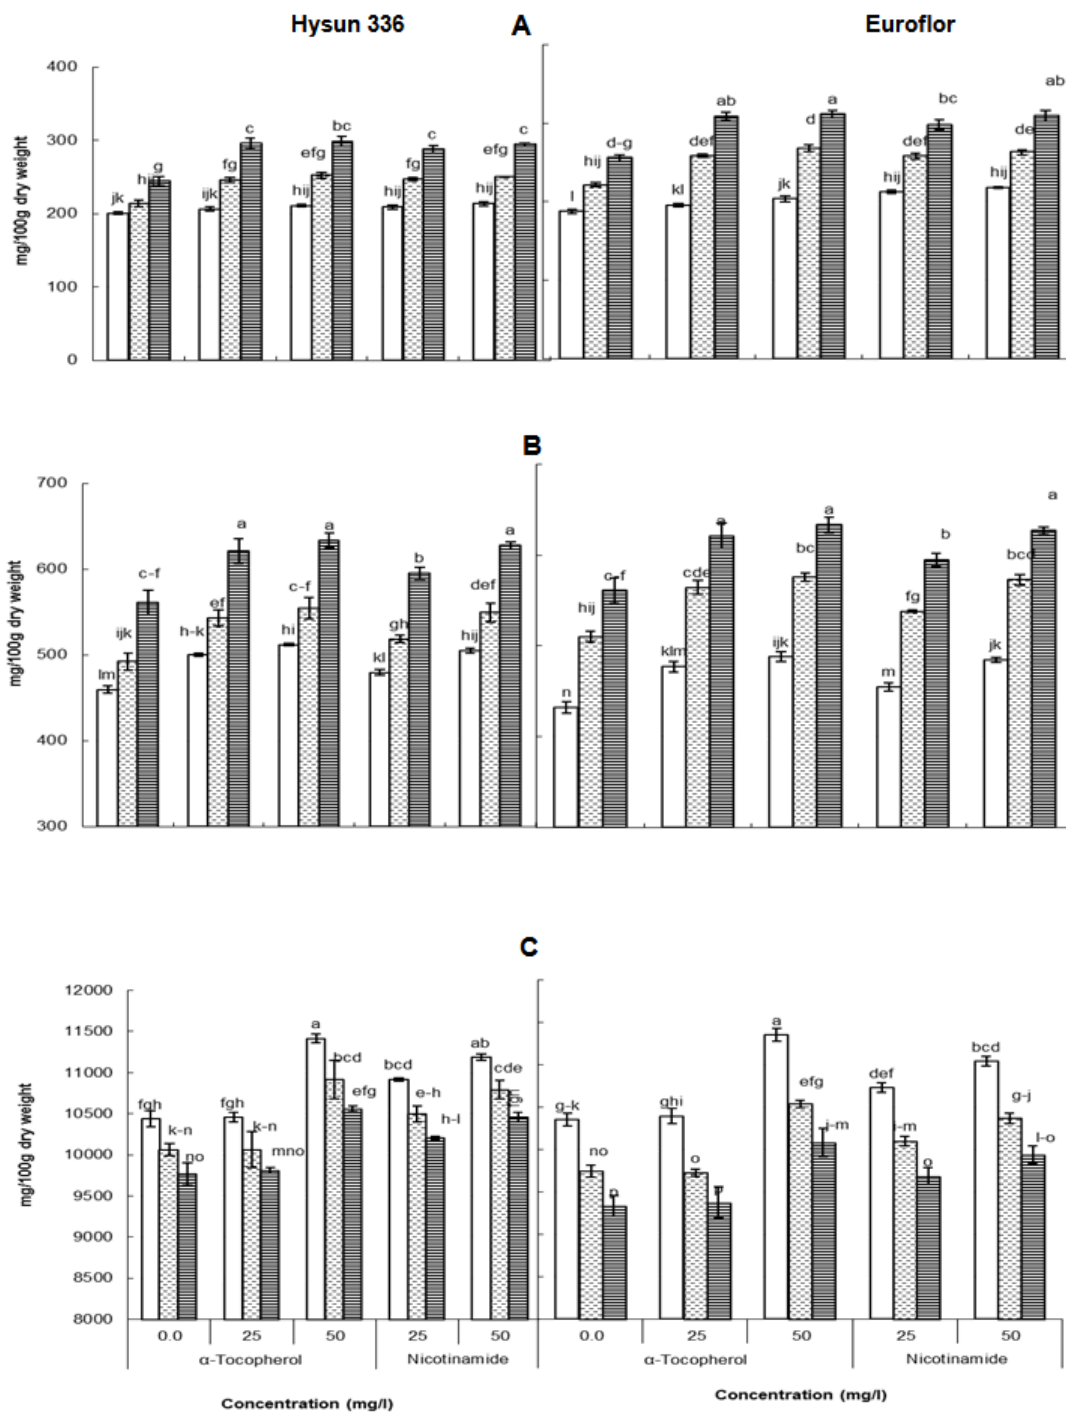 Hysun 336 A Euroflor
400
300
200
100
0
mg/100g dry weight
jk hij g ijk fg c hij efg bc hij fg c hij efg c
l hij d-g kl def ab jk d a hij def bc hij de ab
B
700
600
500
400
300
mg/100g dry weight
lm ijk c-f h-k ef a hi c-f a kl gh b hij def a
n hij c-f klm cde a ijk bc a m fg b jk bcd a
C
12000
11500
11000
10500
10000
9500
9000
8500
8000
mg/100g dry weight
fgh k-n no fgh k-n mno a bcd efg bcd e-h h-l ab cde
g-k no p ghi o p a efg j-m def i-m o bcd g-j l-o
0.0 25 50 25 50 0.0 25 50 25 50
α-Tocopherol Nicotinamide α-Tocopherol Nicotinamide
Concentration (mg/l) Concentration (mg/l)